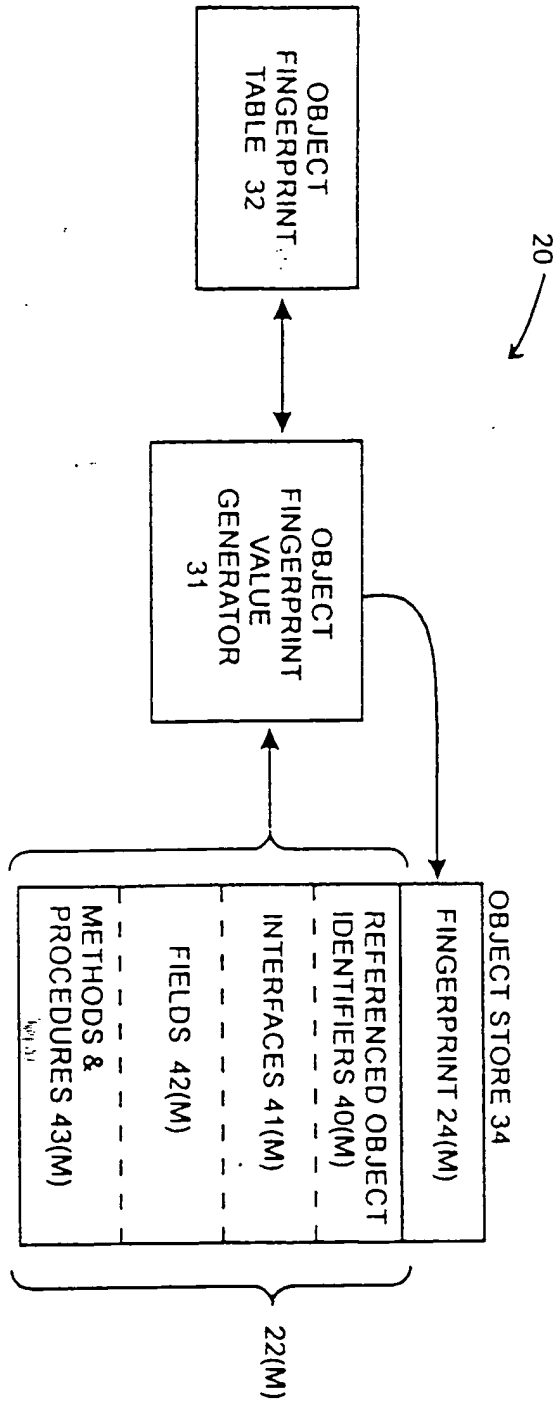 20
OBJECT
FINGERPRINT
TABLE 32
OBJECT
FINGERPRINT
VALUE
GENERATOR
31
OBJECT STORE 34
FINGERPRINT 24(M)
REFERENCED OBJECT
IDENTIFIERS 40(M)
INTERFACES 41(M)
FIELDS 42(M)
METHODS &
PROCEDURES 43(M)
22(M)